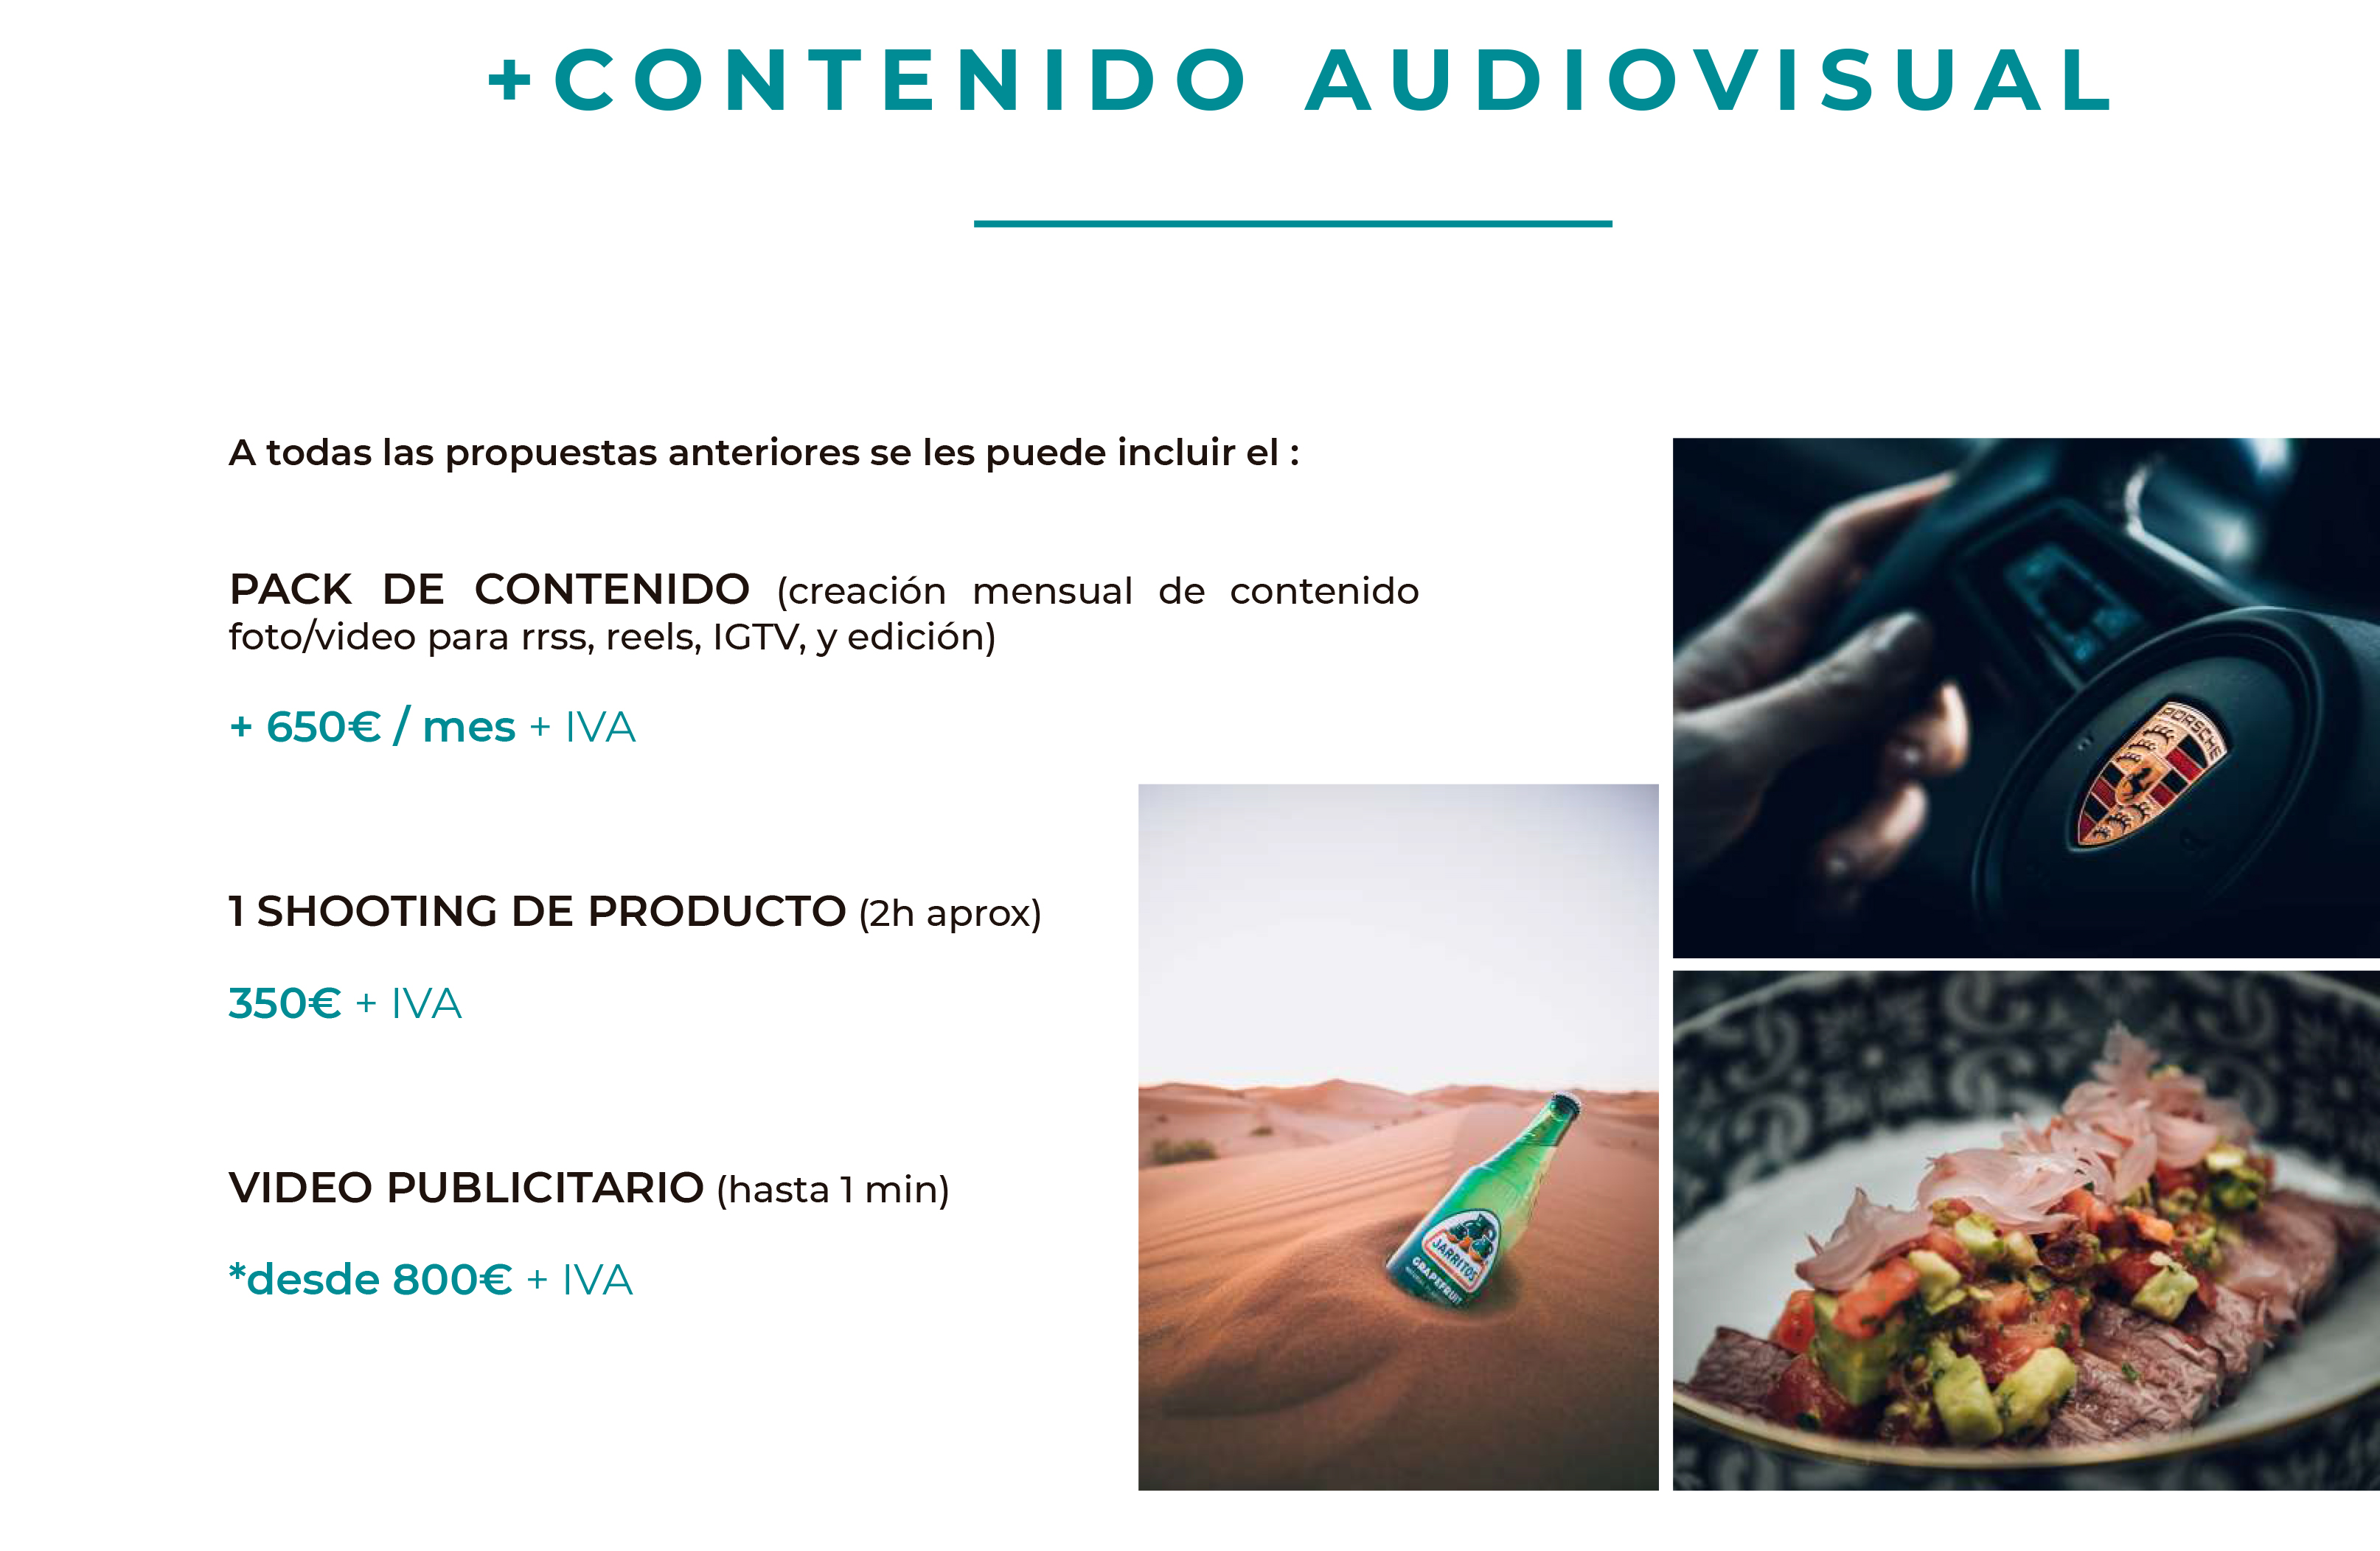 +CONTENIDO AUDIOVISUAL
A todas las propuestas anteriores se les puede incluir el :
PACK DE CONTENIDO (creación mensual de contenido
foto/video para rrss, reels, IGTV, y edición)
+ 650€ / mes + IVA
1 SHOOTING DE PRODUCTO (2h aprox)
350€ + IVA
VIDEO PUBLICITARIO (hasta 1 min)
*desde 800€ + IVA
PORSCHE
JARRITOS
GRAPEFRUIT